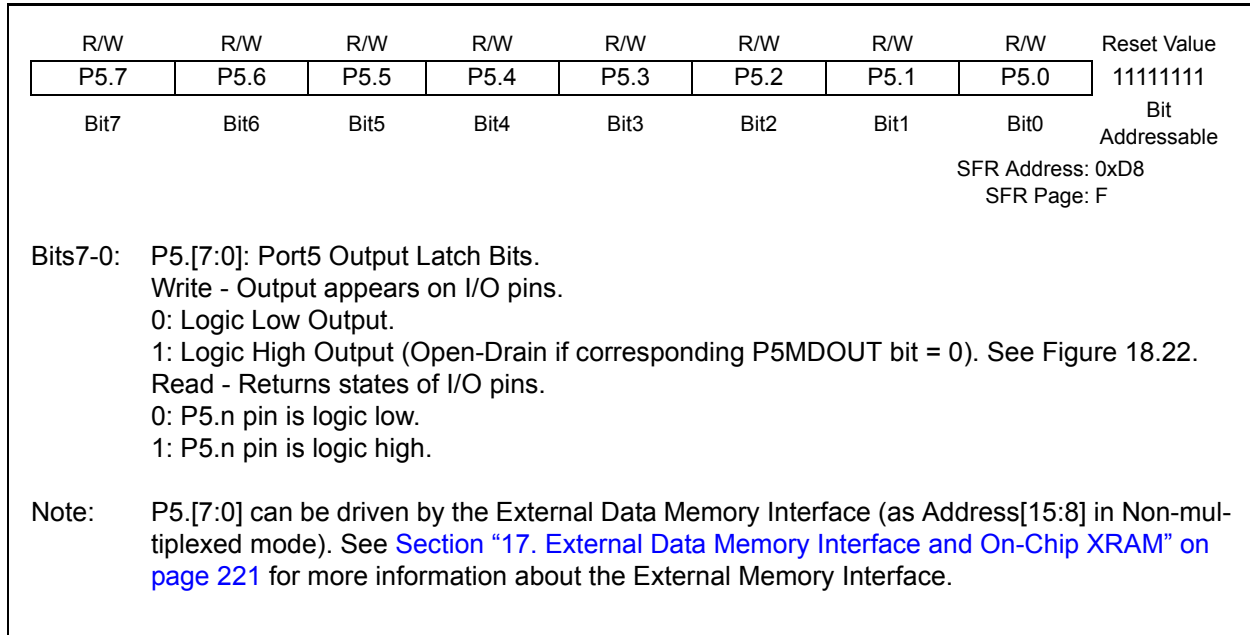 R/W R/W R/W R/W R/W R/W R/W R/W Reset Value
P5.7 P5.6 P5.5 P5.4 P5.3 P5.2 P5.1 P5.0 11111111
Bit7 Bit6 Bit5 Bit4 Bit3 Bit2 Bit1 Bit0 Bit
Addressable
SFR Address: 0xD8
SFR Page: F
Bits7-0: P5.[7:0]: Port5 Output Latch Bits.
Write - Output appears on I/O pins.
0: Logic Low Output.
1: Logic High Output (Open-Drain if corresponding P5MDOUT bit = 0). See Figure 18.22.
Read - Returns states of I/O pins.
0: P5.n pin is logic low.
1: P5.n pin is logic high.
Note: P5.[7:0] can be driven by the External Data Memory Interface (as Address[15:8] in Non-mul-
tiplexed mode). See Section “17. External Data Memory Interface and On-Chip XRAM” on
page 221 for more information about the External Memory Interface.